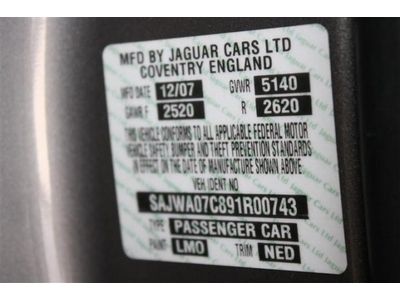 MFD BY JAGUAR CARS LTD
COVENTRY ENGLAND
MFD DATE 12/07 GVWR 5140
GAWR F 2520 R 2620
THIS VEHICLE CONFORMS TO ALL APPLICABLE FEDERAL MOTOR
VEHICLE SAFETY BUMPER AND THEFT PREVENTION STANDARDS
IN EFFECT ON THE DATE OF MANUFACTURE SHOWN ABOVE.
VEH. IDENT NO
SAJWA07C891R00743
TYPE PASSENGER CAR
PAINT LMO TRIM NED